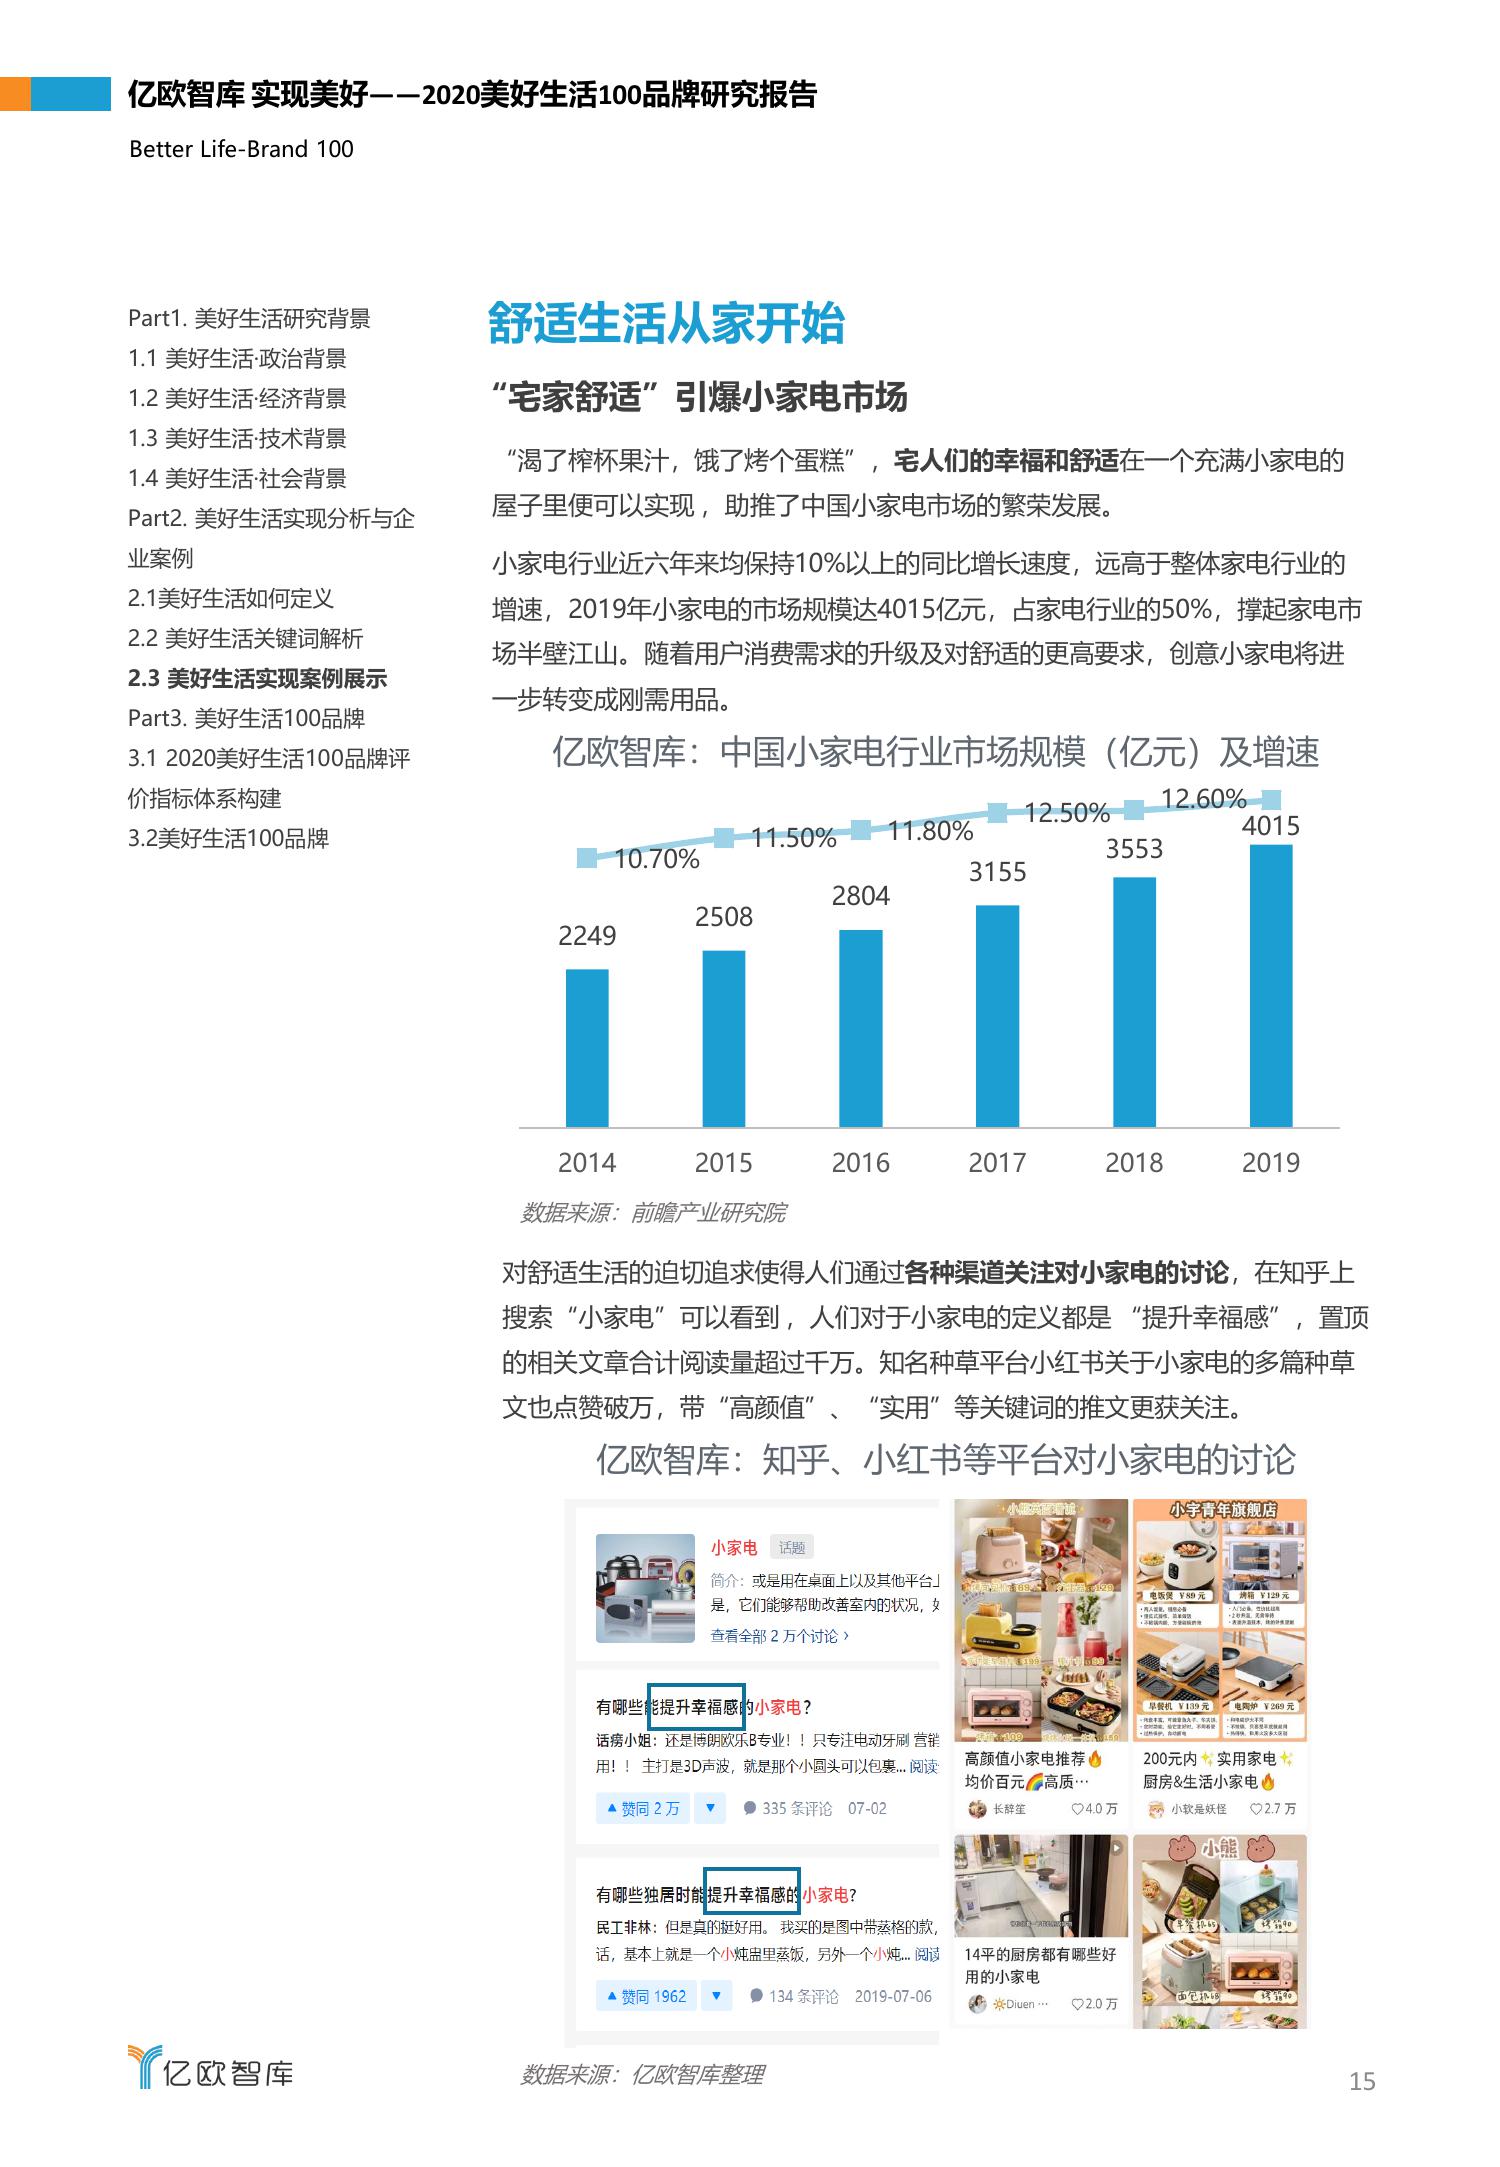 亿欧智库 实现美好——2020美好生活100品牌研究报告
Better Life-Brand 100
Part1. 美好生活研究背景
1.1 美好生活·政治背景
1.2 美好生活·经济背景
1.3 美好生活·技术背景
1.4 美好生活·社会背景
Part2. 美好生活实现分析与企
业案例
2.1美好生活如何定义
2.2 美好生活关键词解析
2.3 美好生活实现案例展示
Part3. 美好生活100品牌
3.1 2020美好生活100品牌评
价指标体系构建
3.2美好生活100品牌
舒适生活从家开始
“宅家舒适”引爆小家电市场
“渴了榨杯果汁，饿了烤个蛋糕”，宅人们的幸福和舒适在一个充满小家电的
屋子里便可以实现，助推了中国小家电市场的繁荣发展。
小家电行业近六年来均保持10%以上的同比增长速度，远高于整体家电行业的
增速，2019年小家电的市场规模达4015亿元，占家电行业的50%，撑起家电市
场半壁江山。随着用户消费需求的升级及对舒适的更高要求，创意小家电将进
一步转变成刚需用品。
亿欧智库：中国小家电行业市场规模（亿元）及增速
10.70% 11.50% 11.80% 12.50% 12.60%
2249 2508 2804 3155 3553 4015
2014 2015 2016 2017 2018 2019
数据来源：前瞻产业研究院
对舒适生活的迫切追求使得人们通过各种渠道关注对小家电的讨论，在知乎上
搜索“小家电”可以看到，人们对于小家电的定义都是 “提升幸福感”，置顶
的相关文章合计阅读量超过千万。知名种草平台小红书关于小家电的多篇种草
文也点赞破万，带“高颜值”、“实用”等关键词的推文更获关注。
亿欧智库：知乎、小红书等平台对小家电的讨论
小家电 话题
简介：或是用在桌面上以及其他平台上
是，它们能够帮助改善室内的状况，如
查看全部 2 万个讨论 ›
有哪些能提升幸福感的小家电？
话痨小姐：还是博朗欧乐B专业！！只专注电动牙刷 营销
用！！ 主打是3D声波，就是那个小圆头可以包裹... 阅读
▲ 赞同 2 万 ▼ 335 条评论 07-02
有哪些独居时能提升幸福感的小家电?
民工非林：但是真的挺好用。 我买的是图中带蒸格的款，
话，基本上就是一个小炖盅里蒸饭，另外一个小炖... 阅读
▲ 赞同 1962 ▼ 134 条评论 2019-07-06
小宇青年旗舰店
电饭煲 ￥89 元
烤箱 ￥129 元
早餐机 ￥139 元
电陶炉 ￥269 元
高颜值小家电推荐🔥
均价百元🌈高质…
长辞笙 ♡4.0 万
200元内✨实用家电✨
厨房&生活小家电🔥
小软是妖怪 ♡2.7 万
14平的厨房都有哪些好
用的小家电
🔆Diuen … ♡2.0 万
小熊
早餐机65
烤箱90
面包机68
烤箱90
亿欧智库
数据来源：亿欧智库整理
15